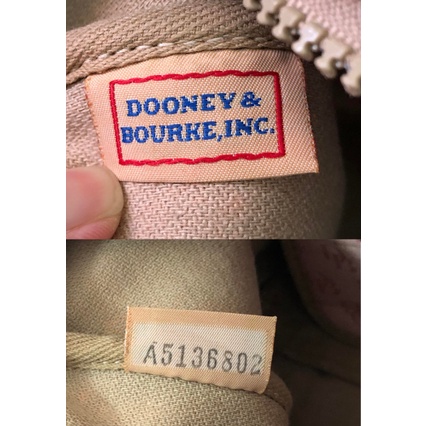 DOONEY &
BOURKE, INC.
A5136802